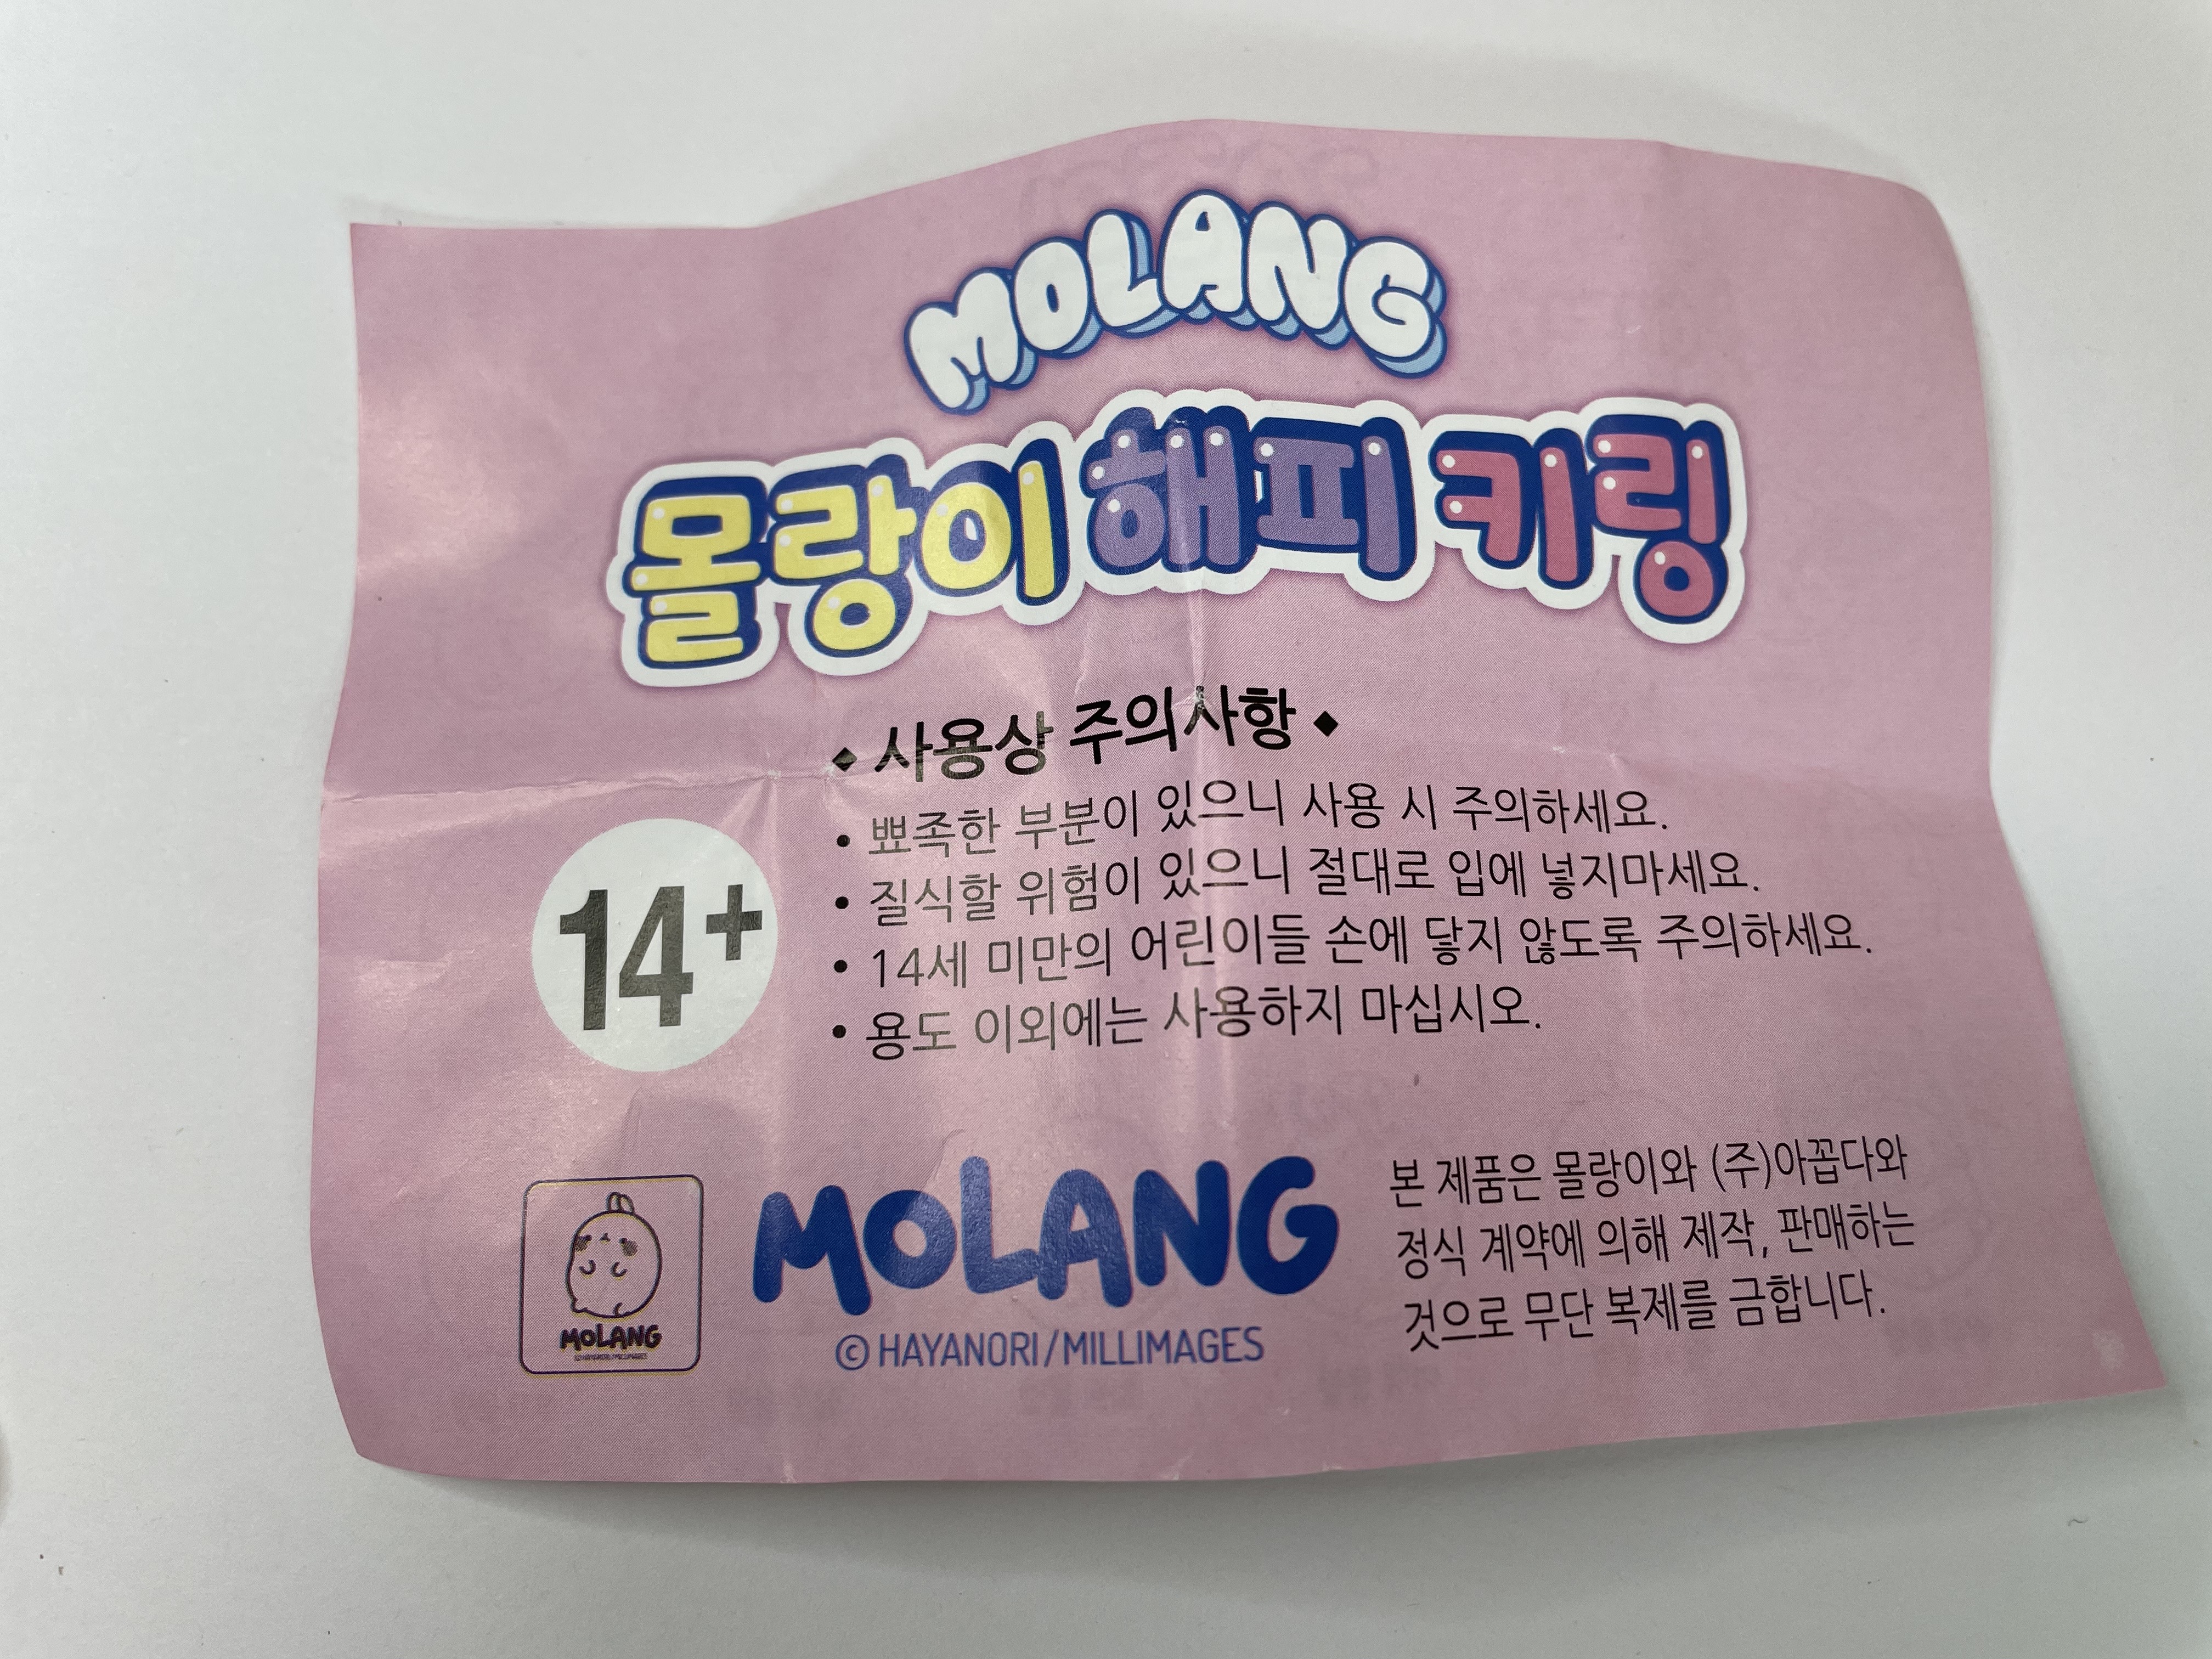 MOLANG
몰랑이 해피 키링
◆ 사용상 주의사항 ◆
• 뾰족한 부분이 있으니 사용 시 주의하세요.
• 질식할 위험이 있으니 절대로 입에 넣지마세요.
• 14세 미만의 어린이들 손에 닿지 않도록 주의하세요.
• 용도 이외에는 사용하지 마십시오.
14+
MOLANG
MOLANG
© HAYANORI/MILLIMAGES
본 제품은 몰랑이와 (주)아꼽다와
정식 계약에 의해 제작, 판매하는
것으로 무단 복제를 금합니다.